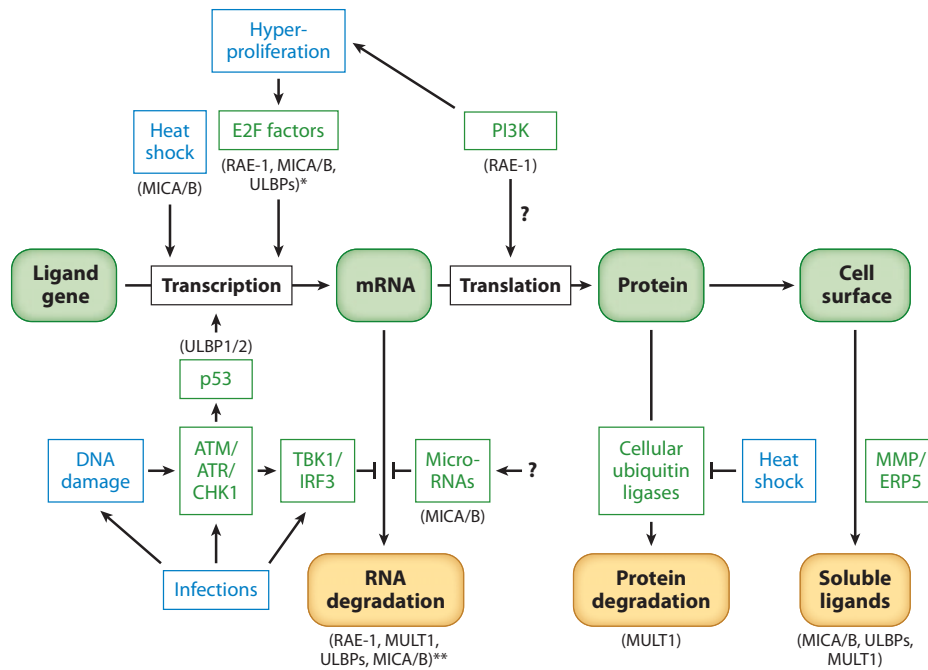 Hyper-
proliferation
Heat
shock
(MICA/B)
E2F factors
(RAE-1, MICA/B,
ULBPs)*
PI3K
(RAE-1)
?
Ligand
gene
Transcription
mRNA
Translation
Protein
Cell
surface
(ULBP1/2)
p53
DNA
damage
ATM/
ATR/
CHK1
TBK1/
IRF3
Micro-
RNAs
(MICA/B)
?
Cellular
ubiquitin
ligases
Heat
shock
MMP/
ERP5
Infections
RNA
degradation
(RAE-1, MULT1,
ULBPs, MICA/B)**
Protein
degradation
(MULT1)
Soluble
ligands
(MICA/B, ULBPs,
MULT1)